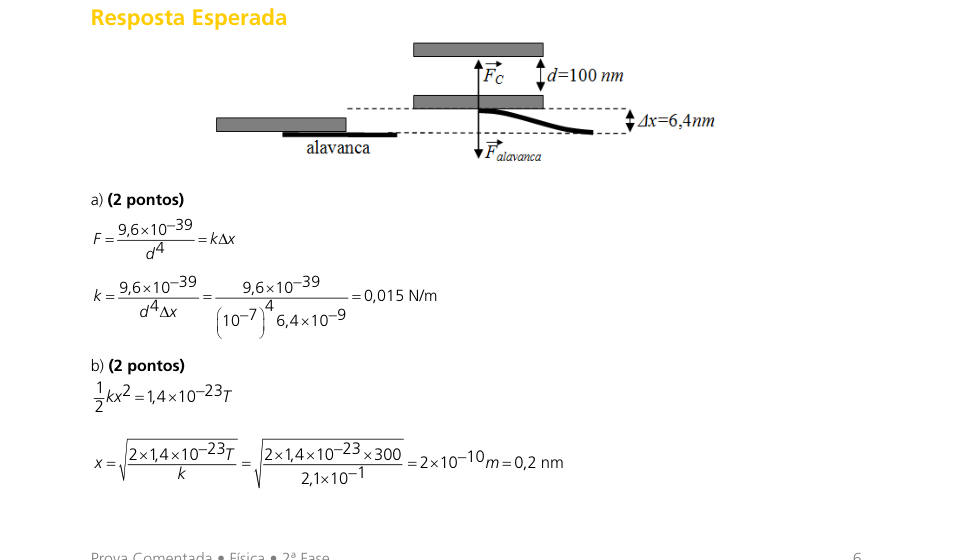 Resposta Esperada
F⃗C
d=100 nm
Δx=6,4nm
alavanca
F⃗alavanca
a) (2 pontos)
F = 9,6×10–39 / d4 = kΔx
k = 9,6×10–39 / d4Δx = 9,6×10–39 / (10–7)4 6,4×10–9 = 0,015 N/m
b) (2 pontos)
1/2 kx2 = 1,4×10–23T
x = √(2×1,4×10–23T / k) = √(2×1,4×10–23×300 / 2,1×10–1) = 2×10–10m = 0,2 nm
Prova Comentada • Física • 2ª Fase
6